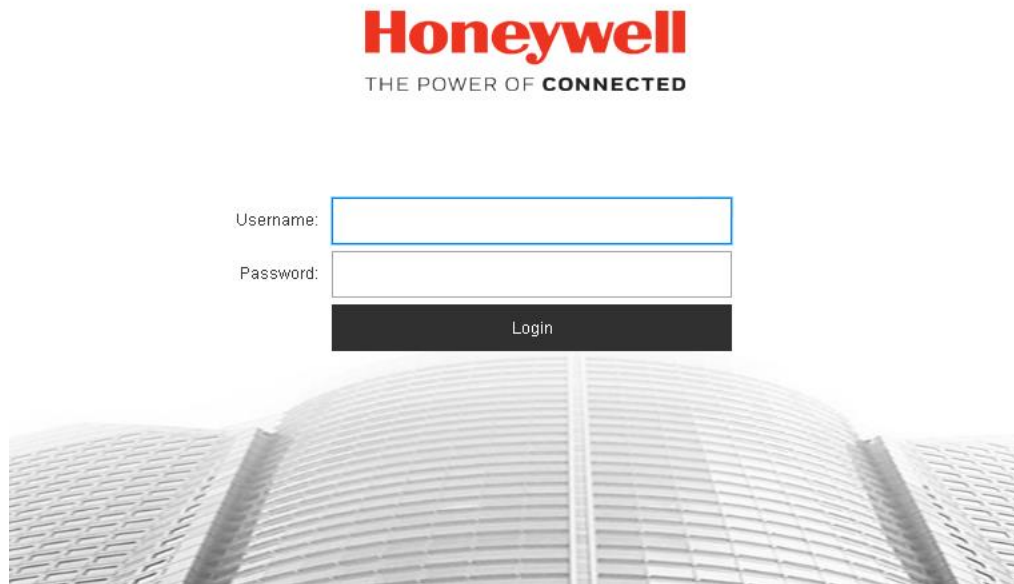 Honeywell
THE POWER OF CONNECTED
Username:
Password:
Login